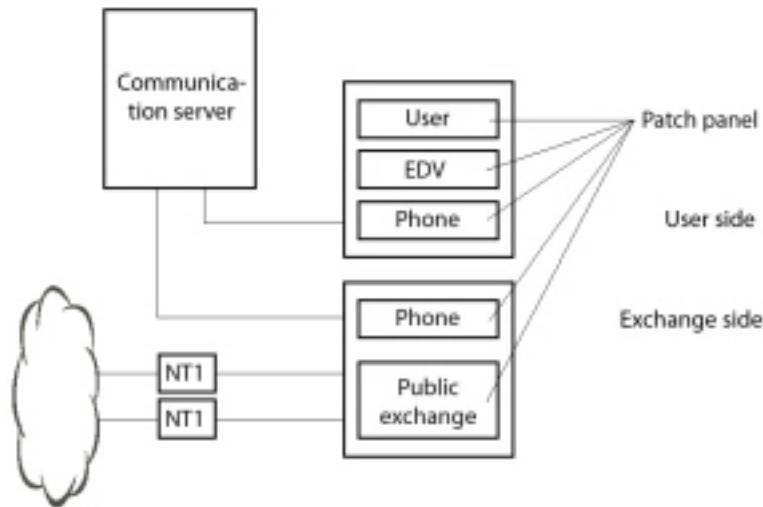 Communica-
tion server
User
EDV
Phone
Patch panel
User side
Phone
Exchange side
NT1
NT1
Public
exchange